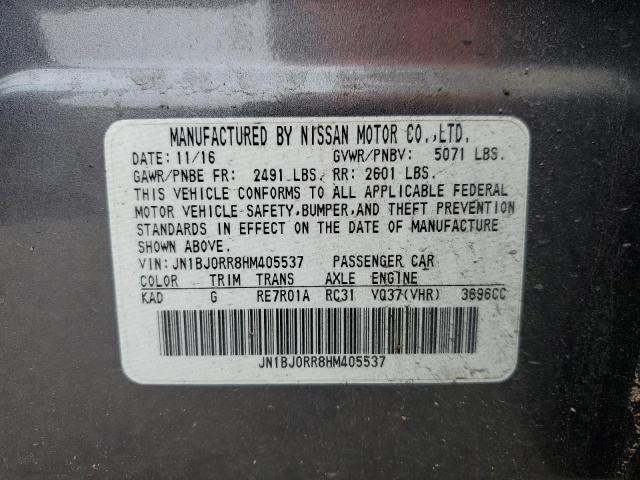 MANUFACTURED BY NISSAN MOTOR CO.,LTD.
DATE: 11/16 GVWR/PNBV: 5071 LBS.
GAWR/PNBE FR: 2491 LBS. RR: 2601 LBS.
THIS VEHICLE CONFORMS TO ALL APPLICABLE FEDERAL
MOTOR VEHICLE SAFETY,BUMPER,AND THEFT PREVENTION
STANDARDS IN EFFECT ON THE DATE OF MANUFACTURE
SHOWN ABOVE.
VIN: JN1BJ0RR8HM405537 PASSENGER CAR
COLOR TRIM TRANS AXLE ENGINE
KAD G RE7R01A RC31 VQ37(VHR) 3696CC
JN1BJ0RR8HM405537